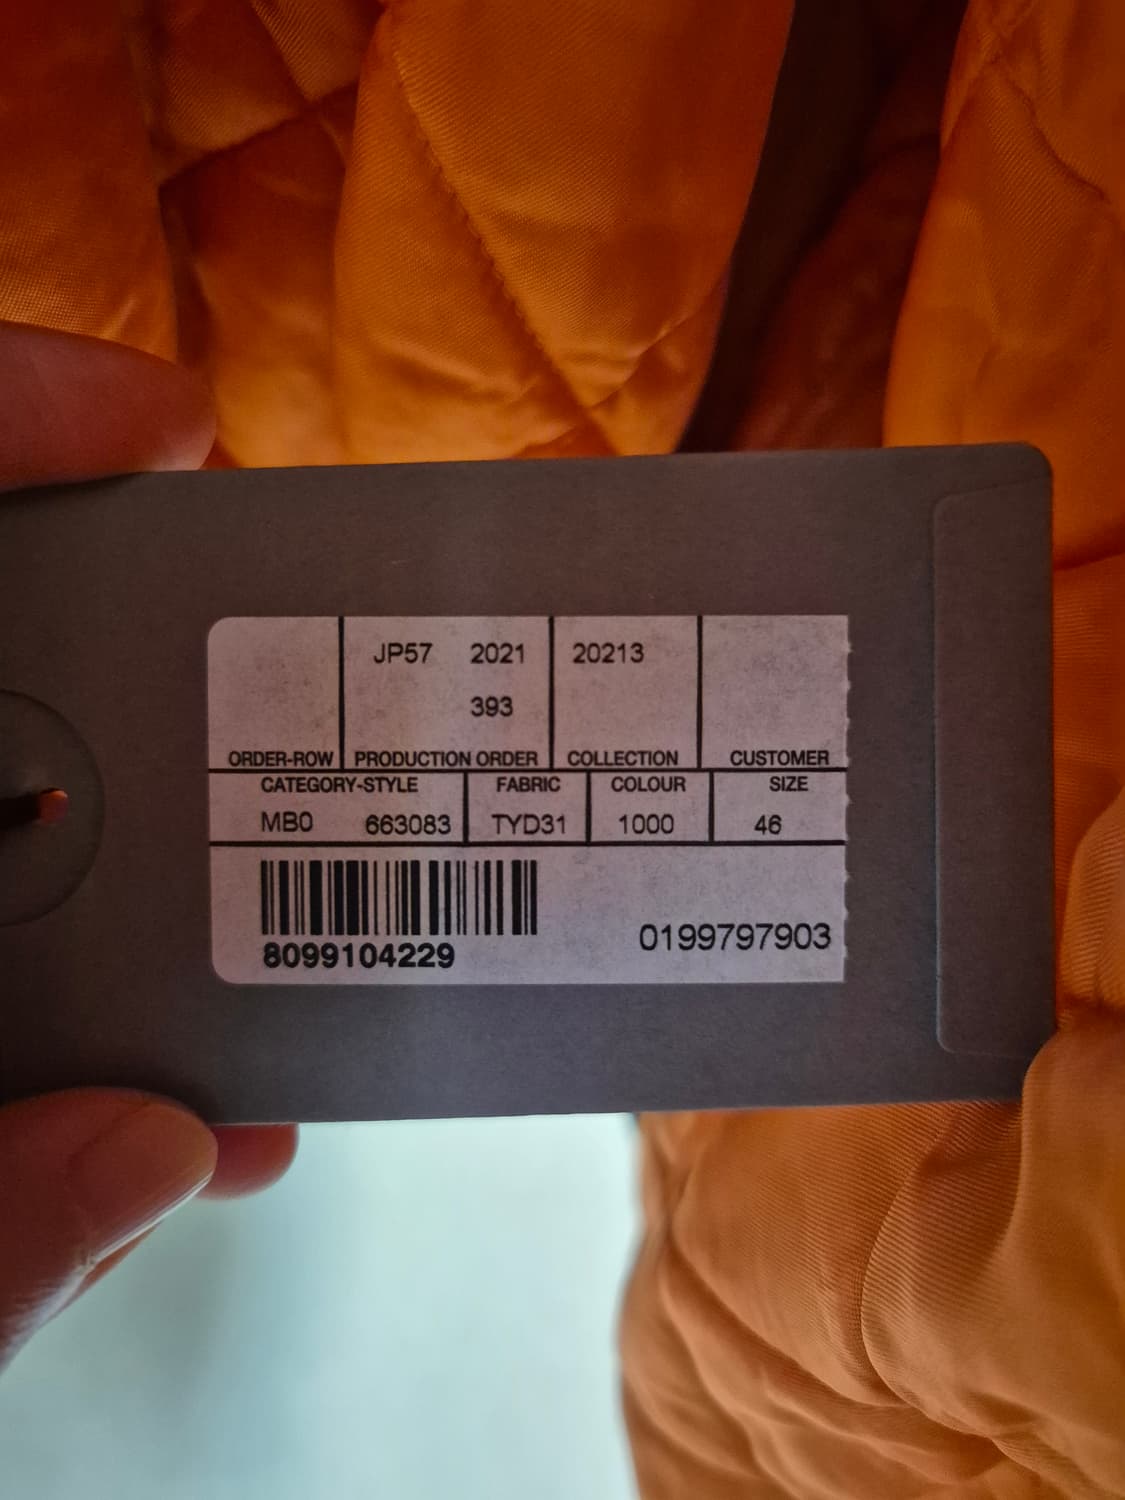 JP57 2021 20213
393
ORDER-ROW PRODUCTION ORDER COLLECTION CUSTOMER
CATEGORY-STYLE FABRIC COLOUR SIZE
MB0 663083 TYD31 1000 46
8099104229 0199797903